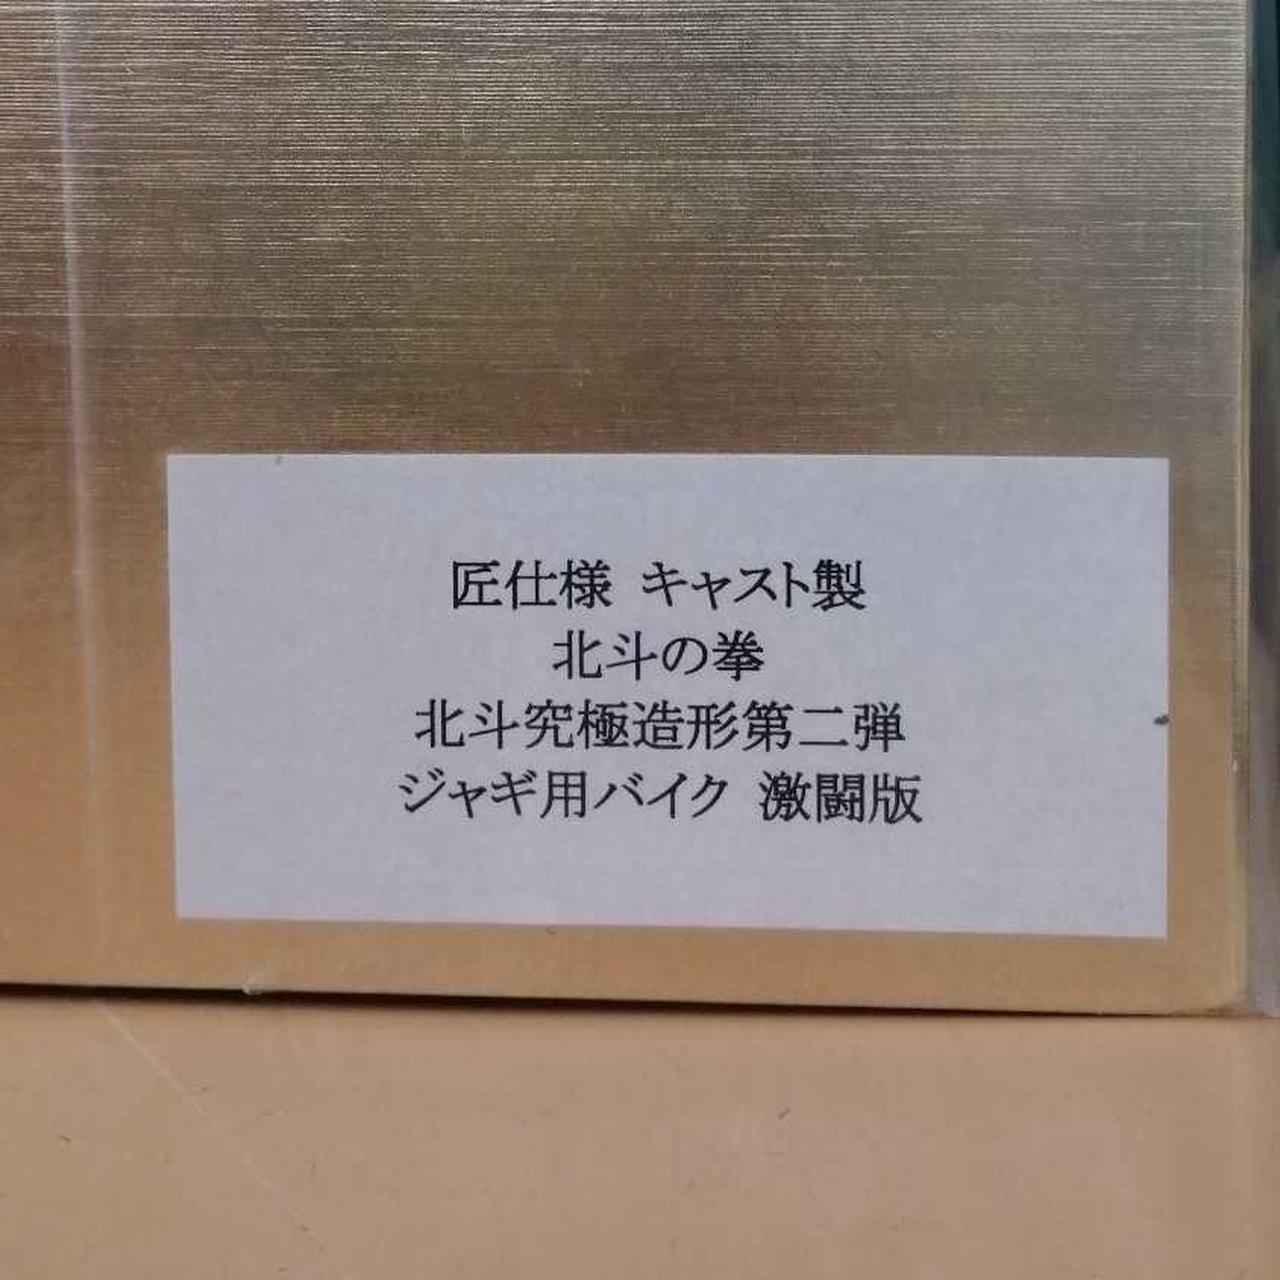 匠仕様 キャスト製
北斗の拳
北斗究極造形第二弾
ジャギ用バイク 激闘版